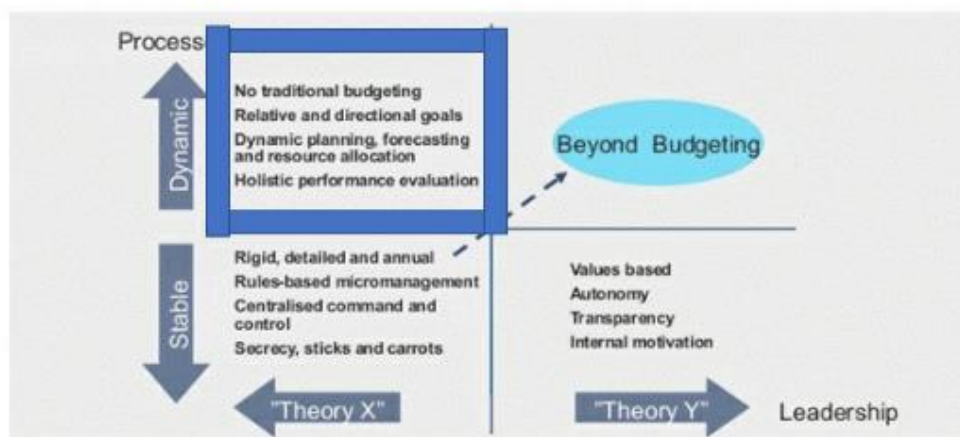 Process
No traditional budgeting
Relative and directional goals
Dynamic planning, forecasting
and resource allocation
Holistic performance evaluation
Dynamic
Beyond Budgeting
Rigid, detailed and annual
Rules-based micromanagement
Centralised command and
control
Secrecy, sticks and carrots
Stable
Values based
Autonomy
Transparency
Internal motivation
"Theory X"
"Theory Y"
Leadership